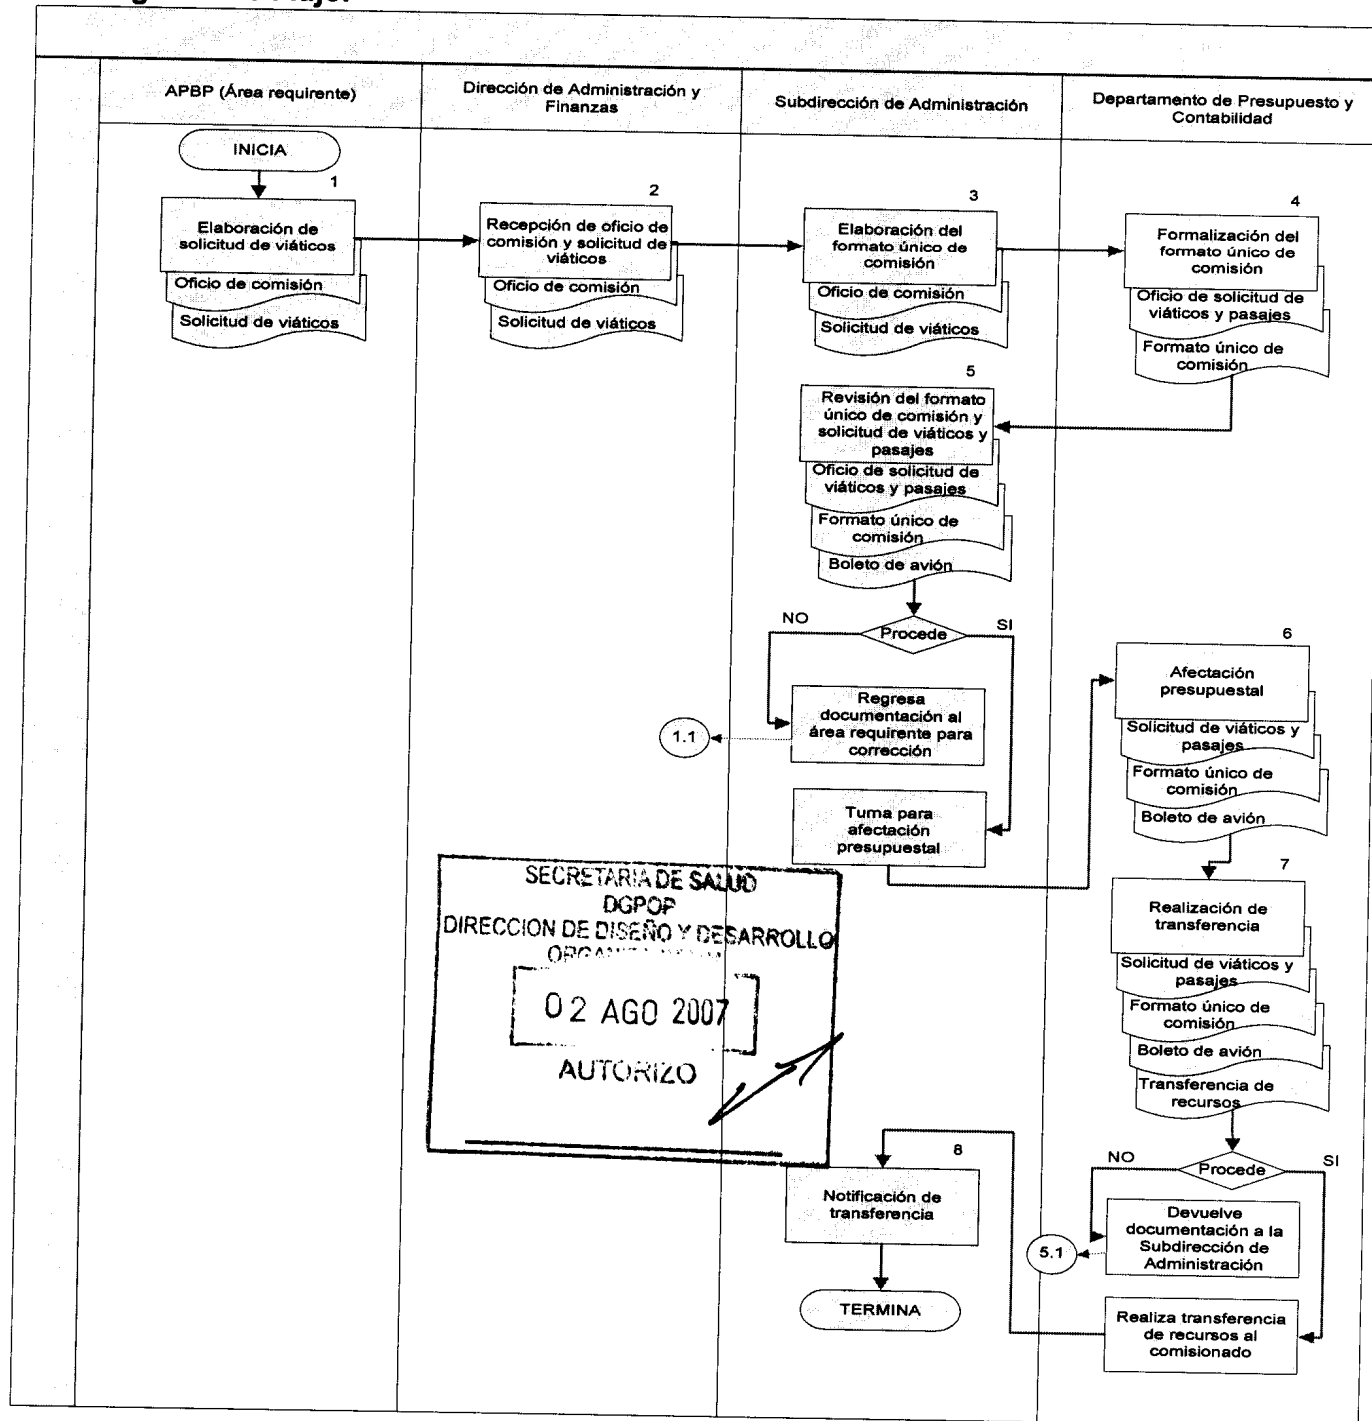 APBP (Área requirente)
Dirección de Administración y
Finanzas
Subdirección de Administración
Departamento de Presupuesto y
Contabilidad
INICIA
1
Elaboración de
solicitud de viáticos
Oficio de comisión
Solicitud de viáticos
2
Recepción de oficio de
comisión y solicitud de
viáticos
Oficio de comisión
Solicitud de viáticos
3
Elaboración del
formato único de
comisión
Oficio de comisión
Solicitud de viáticos
4
Formalización del
formato único de
comisión
Oficio de solicitud de
viáticos y pasajes
Formato único de
comisión
5
Revisión del formato
único de comisión y
solicitud de viáticos y
pasajes
Oficio de solicitud de
viáticos y pasajes
Formato único de
comisión
Boleto de avión
NO
Procede
SI
Regresa
documentación al
área requirente para
corrección
1.1
Turna para
afectación
presupuestal
6
Afectación
presupuestal
Solicitud de viáticos y
pasajes
Formato único de
comisión
Boleto de avión
7
Realización de
transferencia
Solicitud de viáticos y
pasajes
Formato único de
comisión
Boleto de avión
Transferencia de
recursos
NO
Procede
SI
Devuelve
documentación a la
Subdirección de
Administración
5.1
Realiza transferencia
de recursos al
comisionado
8
Notificación de
transferencia
TERMINA
SECRETARIA DE SALUD
DGPOP
DIRECCION DE DISEÑO Y DESARROLLO
02 AGO 2007
AUTORIZO